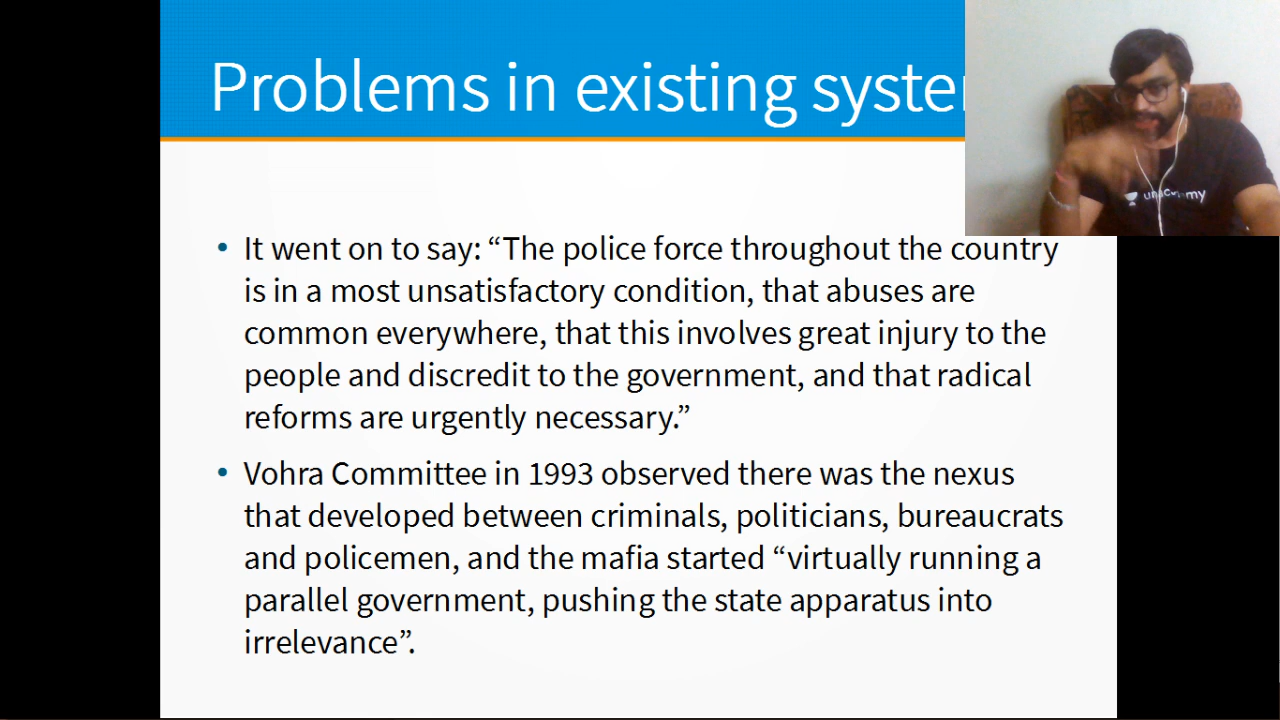 Problems in existing
• It went on to say: “The police force throughout the country
is in a most unsatisfactory condition, that abuses are
common everywhere, that this involves great injury to the
people and discredit to the government, and that radical
reforms are urgently necessary.”
• Vohra Committee in 1993 observed there was the nexus
that developed between criminals, politicians, bureaucrats
and policemen, and the mafia started “virtually running a
parallel government, pushing the state apparatus into
irrelevance”.